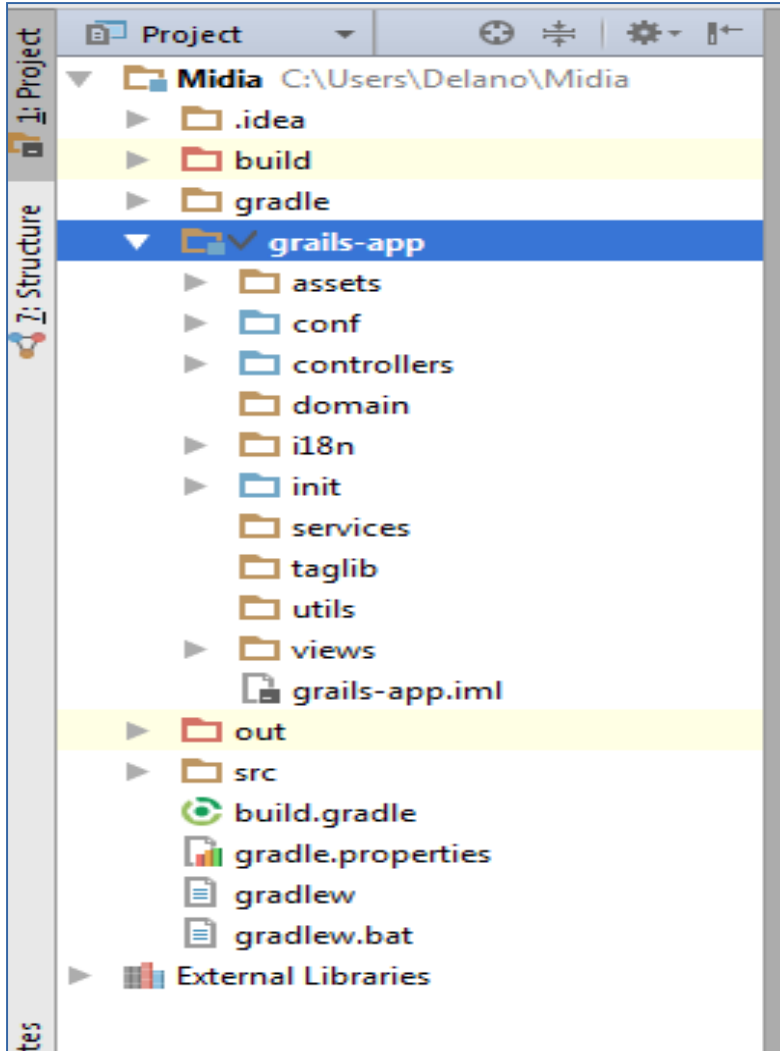 Project
Midia C:\Users\Delano\Midia
.idea
build
gradle
grails-app
assets
conf
controllers
domain
i18n
init
services
taglib
utils
views
grails-app.iml
out
src
build.gradle
gradle.properties
gradlew
gradlew.bat
External Libraries
1: Project
7: Structure
tes